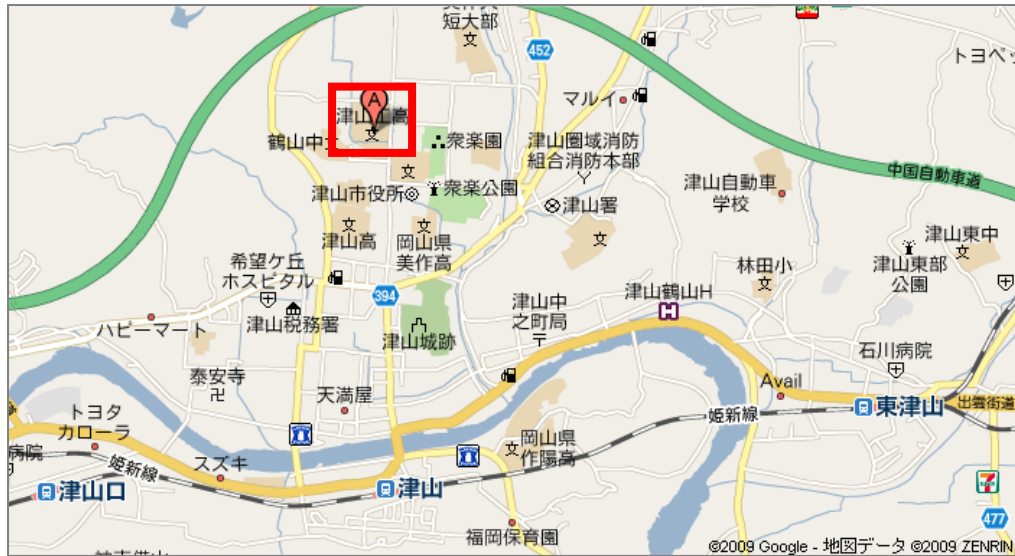 短大部
452
トヨペッ
マルイ
A
津山工高
鶴山中
衆楽園
津山圏域消防
組合消防本部
中国自動車道
津山市役所
衆楽公園
津山署
津山自動車
学校
津山高
岡山県
美作高
津山東中
津山東部
公園
希望ケ丘
ホスピタル
林田小
394
津山中
之町局
津山鶴山H
H
津山税務署
ハピーマート
津山城跡
石川病院
泰安寺
天満屋
Avail
東津山
出雲街道
姫新線
トヨタ
カローラ
病院
スズキ
岡山県
作陽高
姫新線
津山口
津山
7
477
福岡保育園
©2009 Google - 地図データ ©2009 ZENRIN